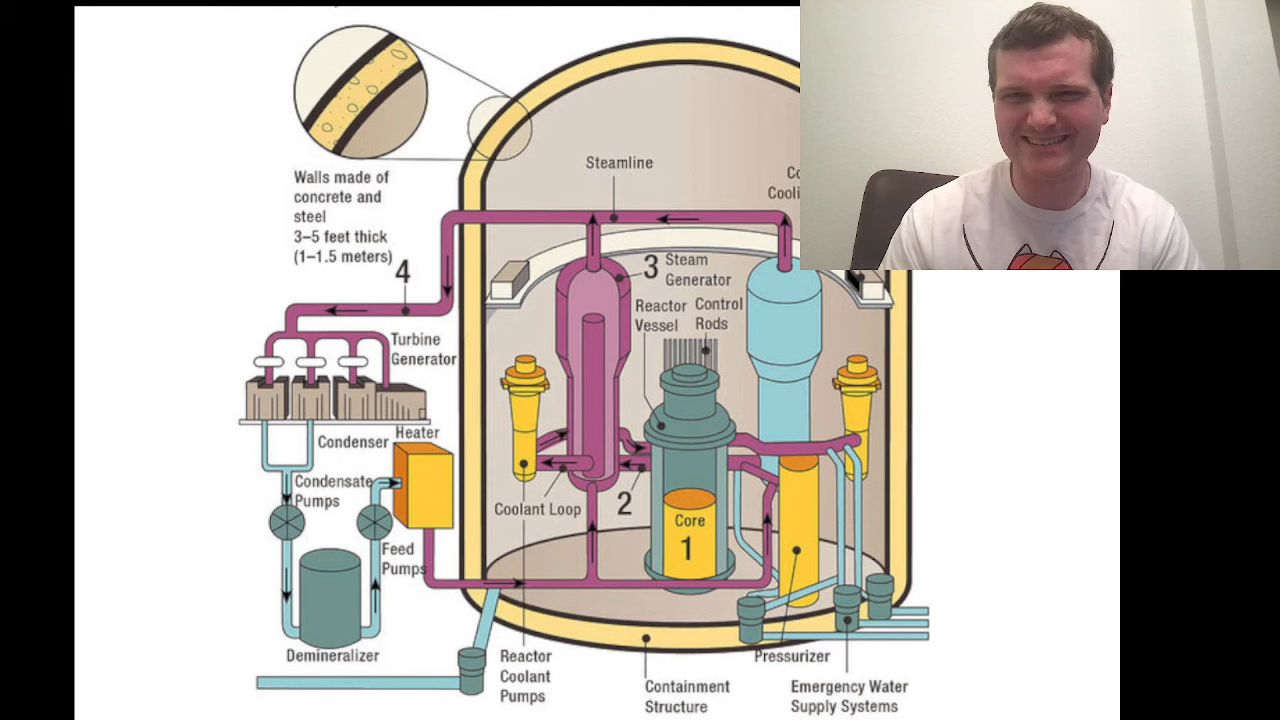 Walls made of
concrete and
steel
3–5 feet thick
(1–1.5 meters)
4
Steamline
3
Steam
Generator
Reactor
Vessel
Control
Rods
Turbine
Generator
Condenser
Heater
Condensate
Pumps
Feed
Pumps
Demineralizer
Coolant Loop
2
Core
1
Reactor
Coolant
Pumps
Containment
Structure
Pressurizer
Emergency Water
Supply Systems